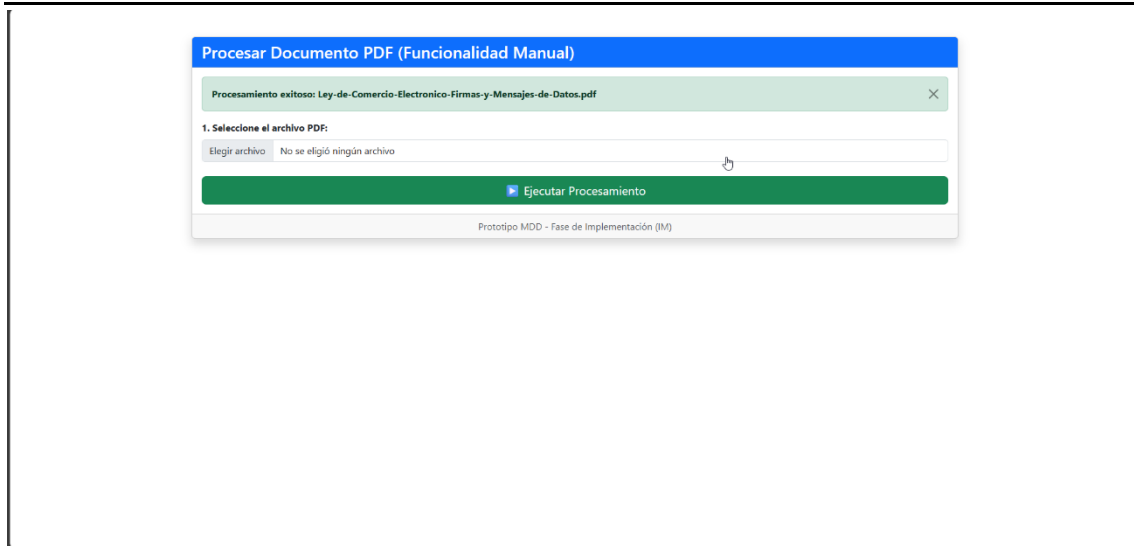 Procesar Documento PDF (Funcionalidad Manual)
Procesamiento exitoso: Ley-de-Comercio-Electronico-Firmas-y-Mensajes-de-Datos.pdf
1. Seleccione el archivo PDF:
Elegir archivo No se eligió ningún archivo
Ejecutar Procesamiento
Prototipo MDD - Fase de Implementación (IM)